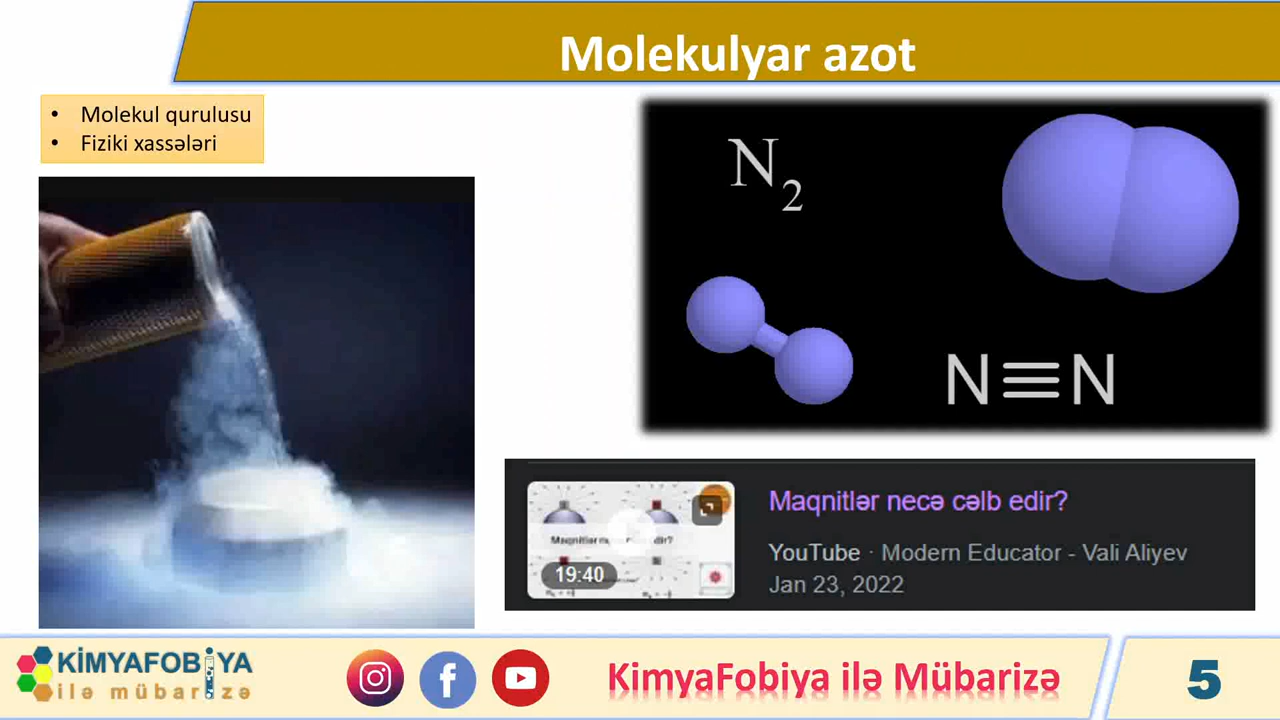 Molekulyar azot
• Molekul qurulusu
• Fiziki xassələri
N2
N≡N
Maqnitlər necə cəlb edir?
YouTube · Modern Educator - Vali Aliyev
Jan 23, 2022
19:40
KİMYAFOBİYA
ilə mübarizə
KimyaFobiya ilə Mübarizə
5